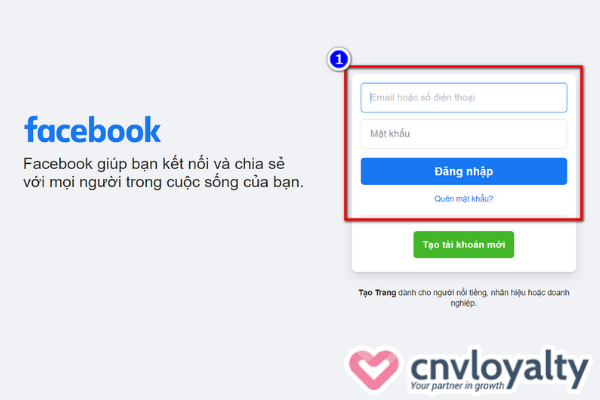 1
facebook
Facebook giúp bạn kết nối và chia sẻ
với mọi người trong cuộc sống của bạn.
Email hoặc số điện thoại
Mật khẩu
Đăng nhập
Quên mật khẩu?
Tạo tài khoản mới
Tạo Trang dành cho người nổi tiếng, nhãn hiệu hoặc doanh
nghiệp.
cnvloyalty
Your partner in growth